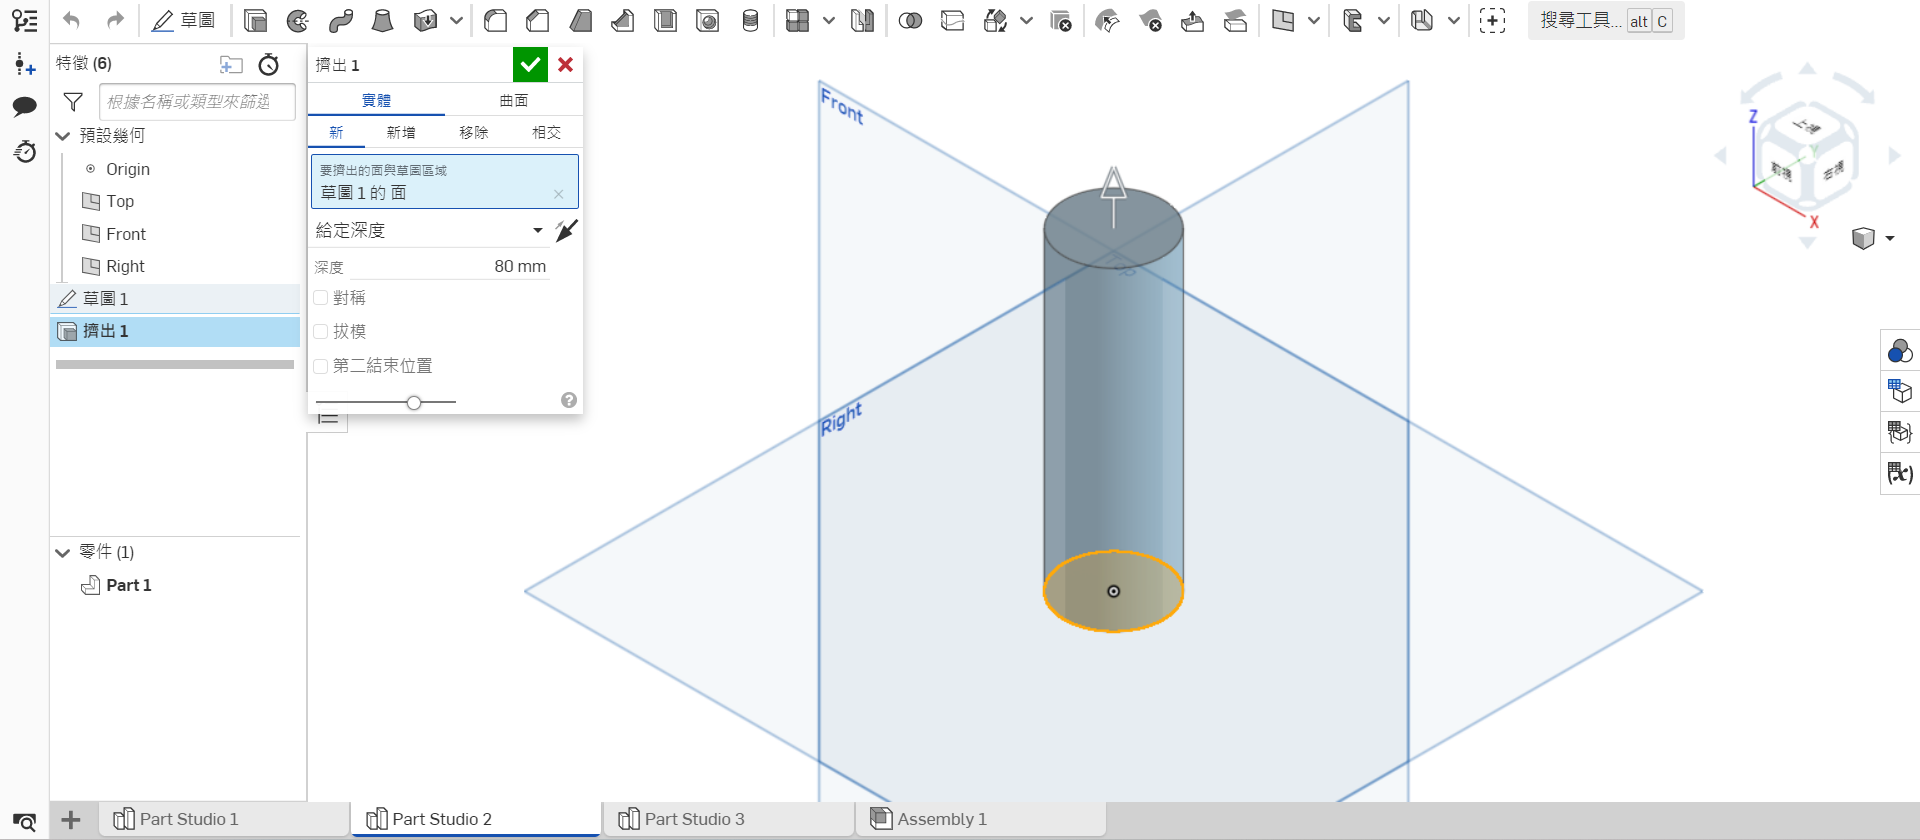 草圖
搜尋工具... alt C
特徵 (6)
根據名稱或類型來篩選
預設幾何
Origin
Top
Front
Right
草圖 1
擠出 1
零件 (1)
Part 1
擠出 1
實體 曲面
新 新增 移除 相交
要擠出的面與草圖區域
草圖 1 的 面
給定深度
深度 80 mm
對稱
拔模
第二結束位置
Front
Top
Right
Z
上視
前視
右視
Y
X
Part Studio 1
Part Studio 2
Part Studio 3
Assembly 1